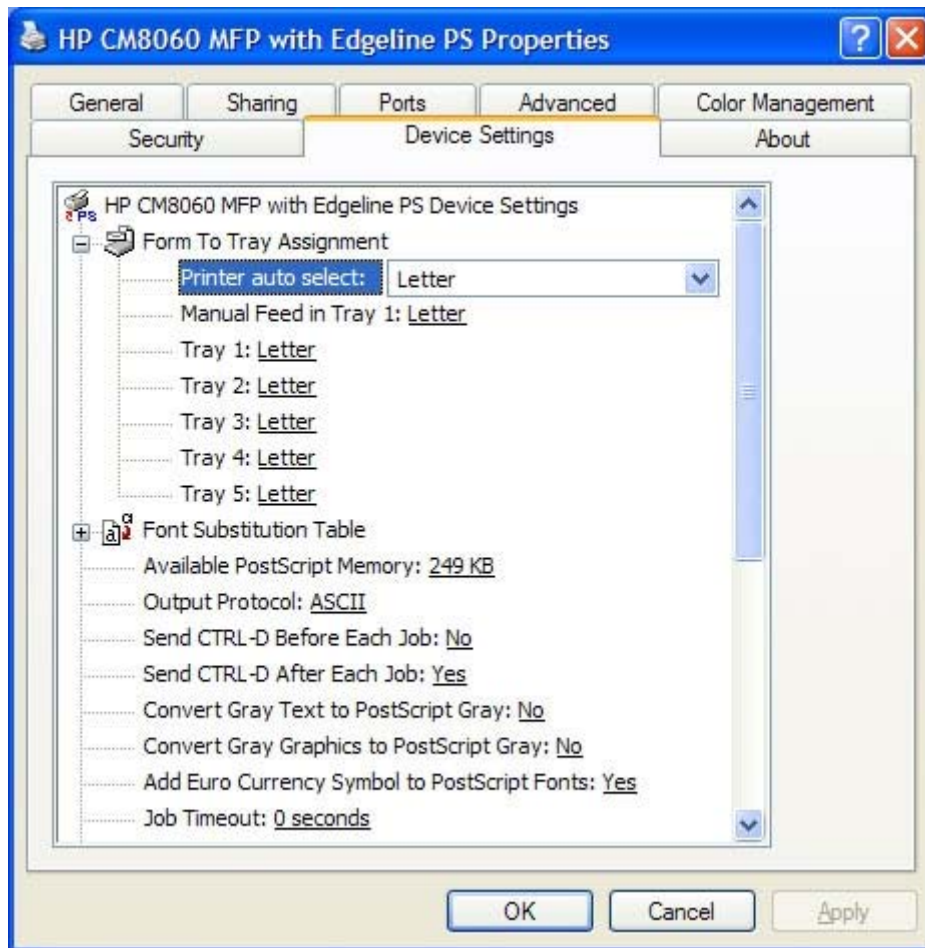 HP CM8060 MFP with Edgeline PS Properties
General Sharing Ports Advanced Color Management
Security Device Settings About
HP CM8060 MFP with Edgeline PS Device Settings
Form To Tray Assignment
Printer auto select: Letter
Manual Feed in Tray 1: Letter
Tray 1: Letter
Tray 2: Letter
Tray 3: Letter
Tray 4: Letter
Tray 5: Letter
Font Substitution Table
Available PostScript Memory: 249 KB
Output Protocol: ASCII
Send CTRL-D Before Each Job: No
Send CTRL-D After Each Job: Yes
Convert Gray Text to PostScript Gray: No
Convert Gray Graphics to PostScript Gray: No
Add Euro Currency Symbol to PostScript Fonts: Yes
Job Timeout: 0 seconds
OK Cancel Apply